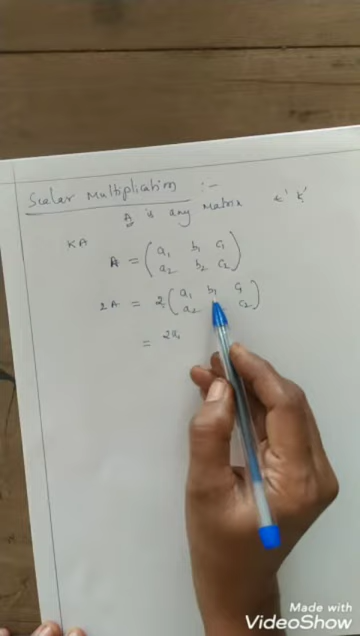 Scalar Multiplication :-
A is any matrix 'k'
KA
A = ( a₁ b₁ c₁
a₂ b₂ c₂ )
2A = 2 ( a₁ b₁ c₁
a₂ c₂ )
= 2a₁
Made with
VideoShow